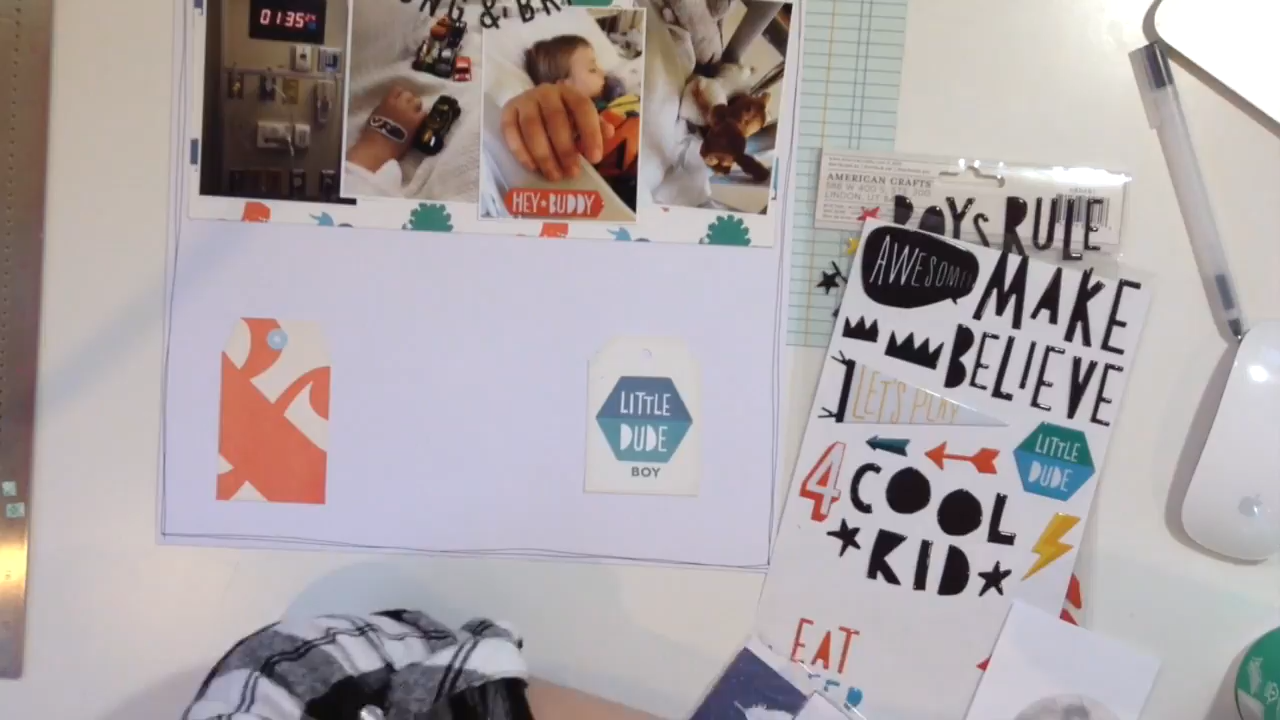 01:35
VR
HEY BUDDY
LITTLE
DUDE
BOY
AMERICAN CRAFTS
BOYS RULE
AWESOME
MAKE
BELIEVE
LET'S PLAY
LITTLE
DUDE
4
COOL
KID
EAT